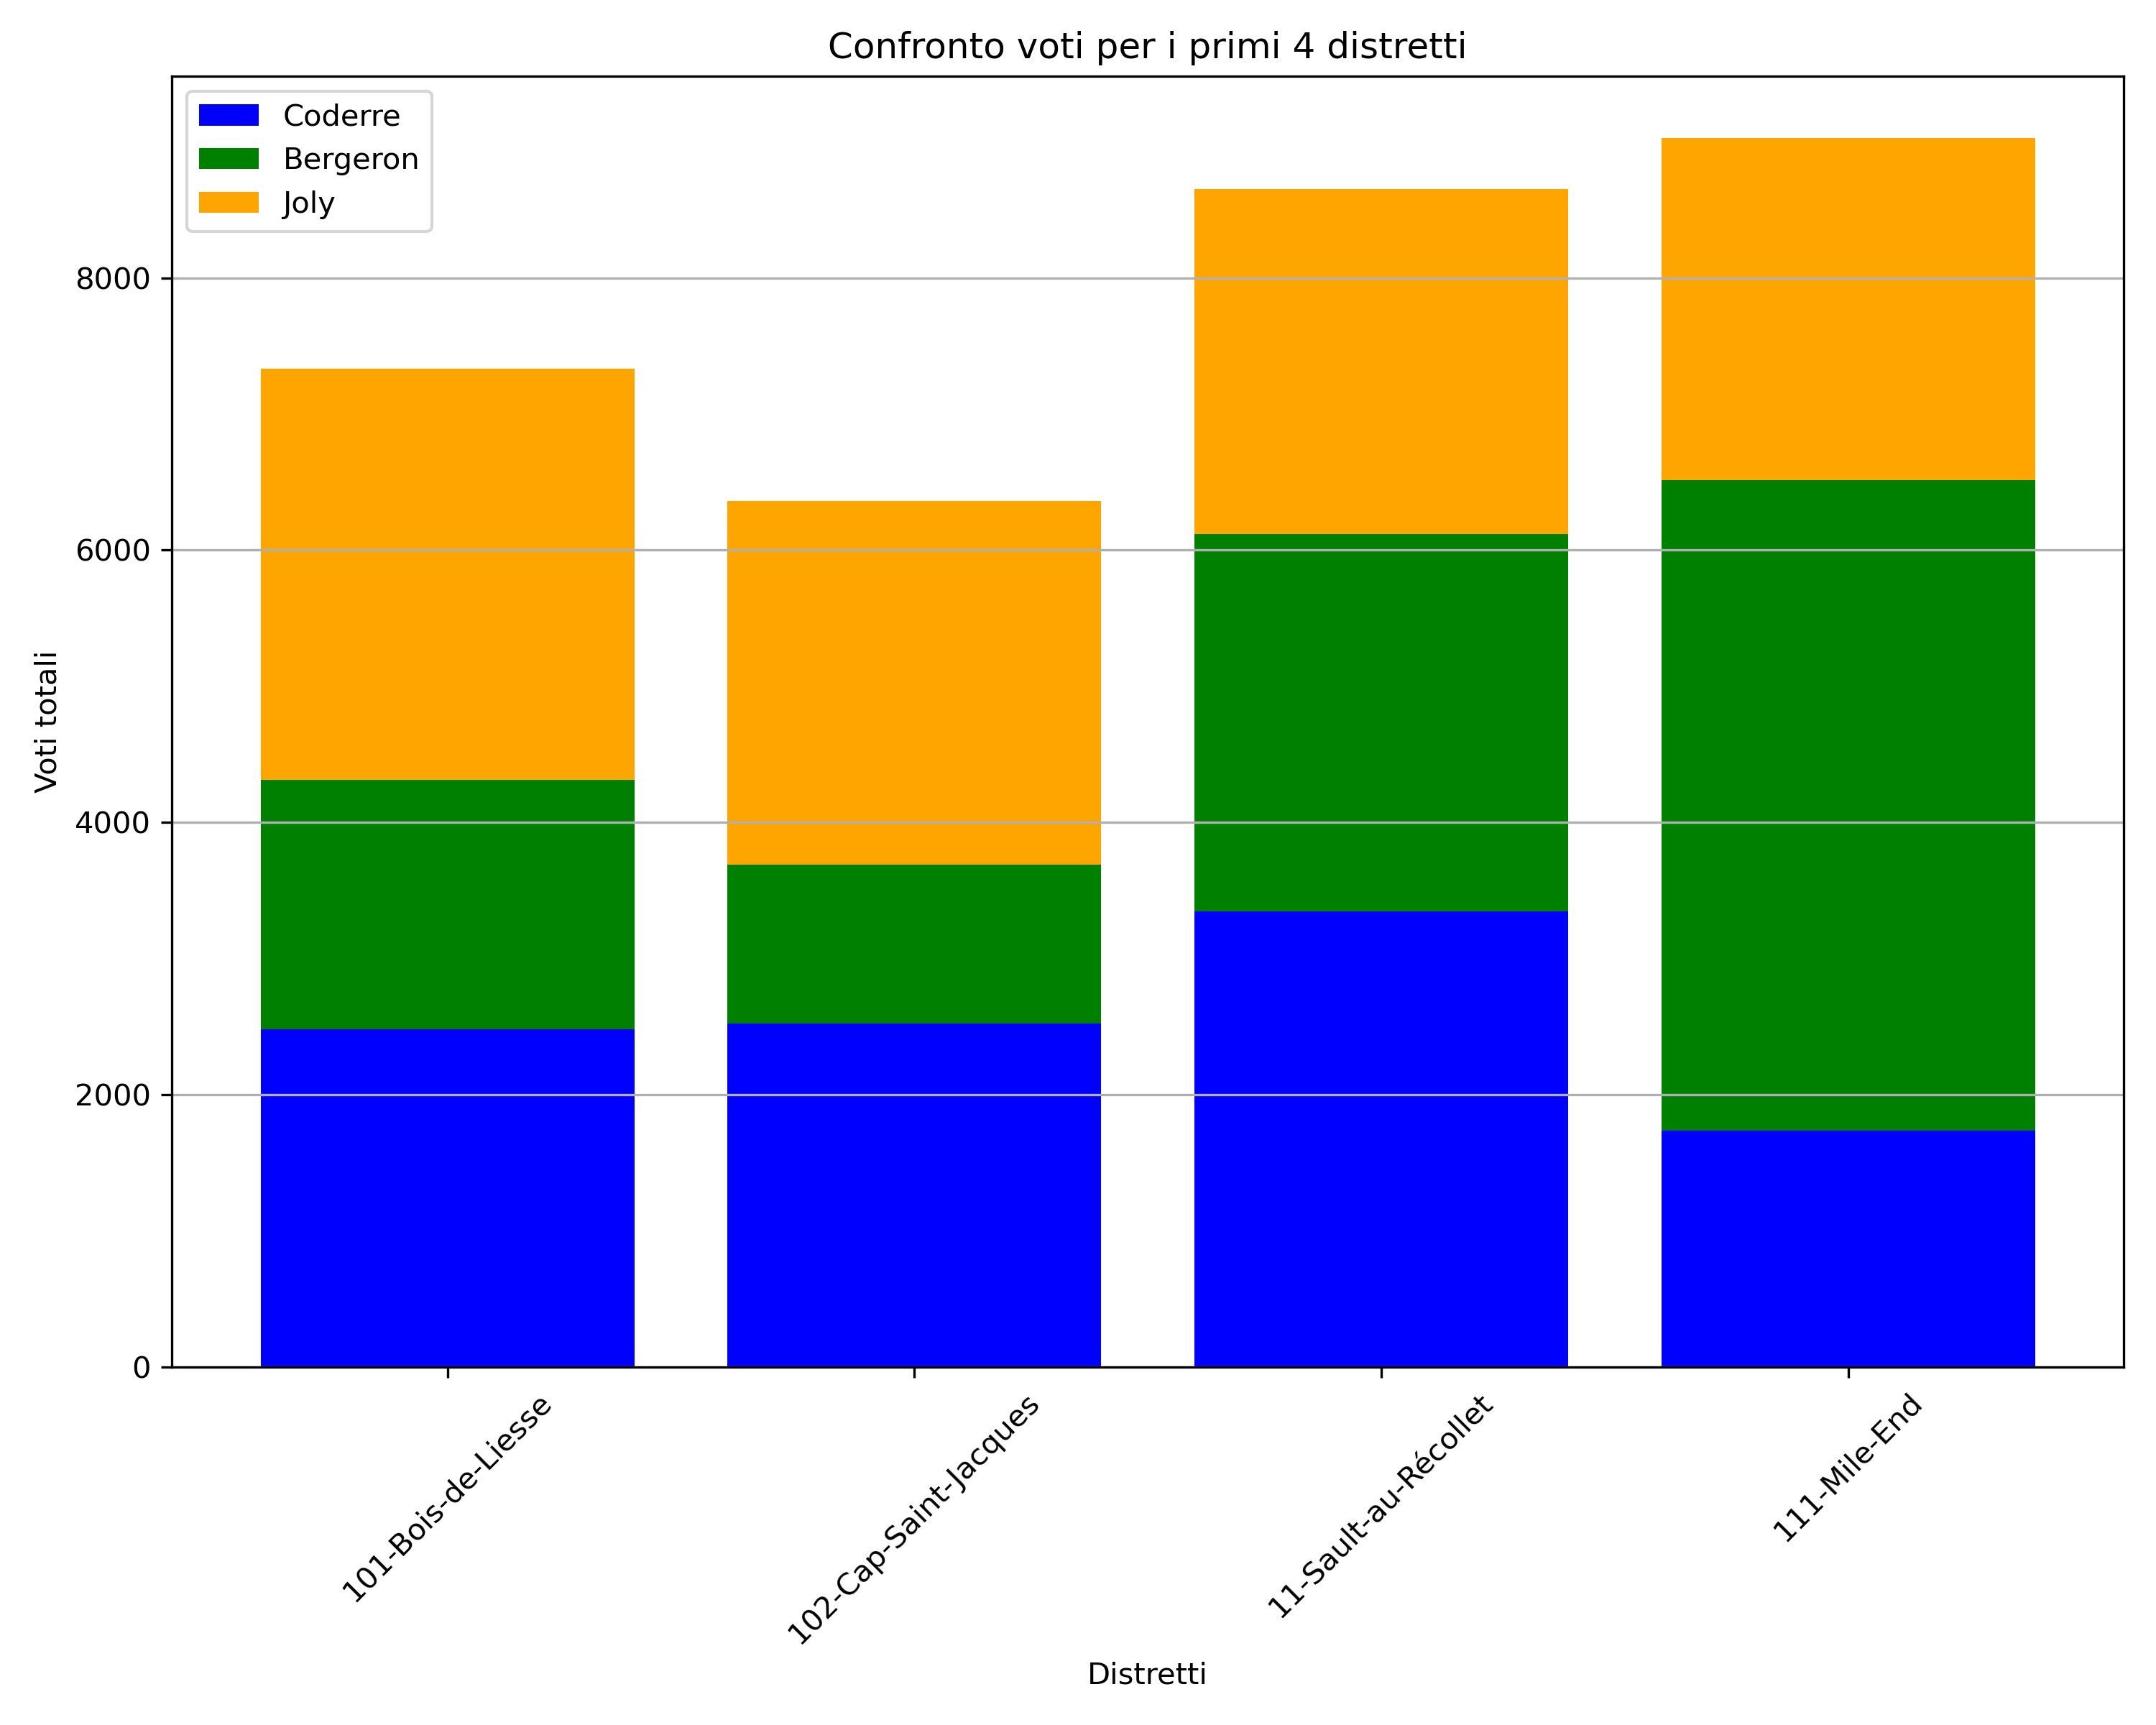 Confronto voti per i primi 4 distretti
Coderre
Bergeron
Joly
Voti totali
8000
6000
4000
2000
0
101-Bois-de-Liesse
102-Cap-Saint-Jacques
11-Sault-au-Récollet
111-Mile-End
Distretti